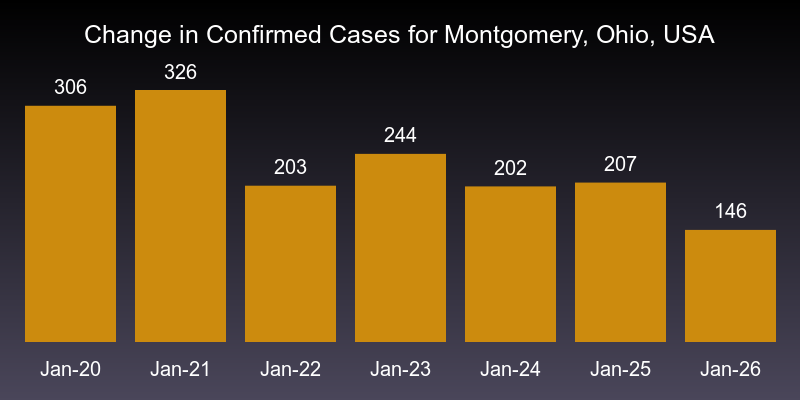 Change in Confirmed Cases for Montgomery, Ohio, USA
306
326
203
244
202
207
146
Jan-20
Jan-21
Jan-22
Jan-23
Jan-24
Jan-25
Jan-26